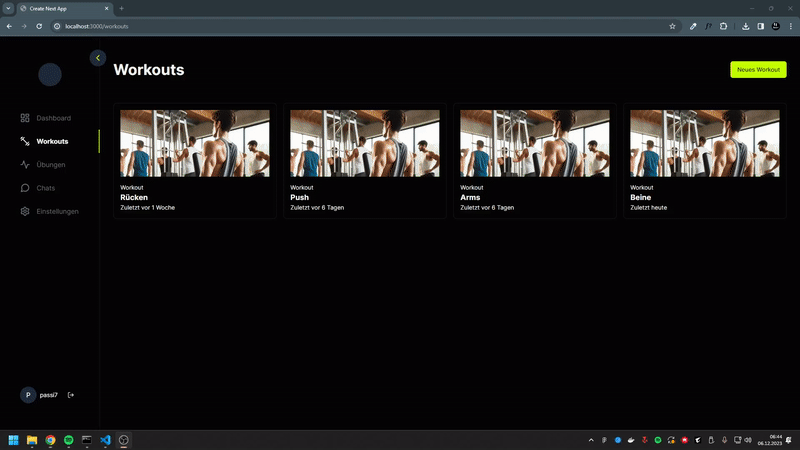 Create Next App
localhost:3000/workouts
Workouts
Neues Workout
Dashboard
Workouts
Übungen
Chats
Einstellungen
Workout
Rücken
Zuletzt vor 1 Woche
Workout
Push
Zuletzt vor 6 Tagen
Workout
Arms
Zuletzt vor 6 Tagen
Workout
Beine
Zuletzt heute
P
passi7
06:44
06.12.2023